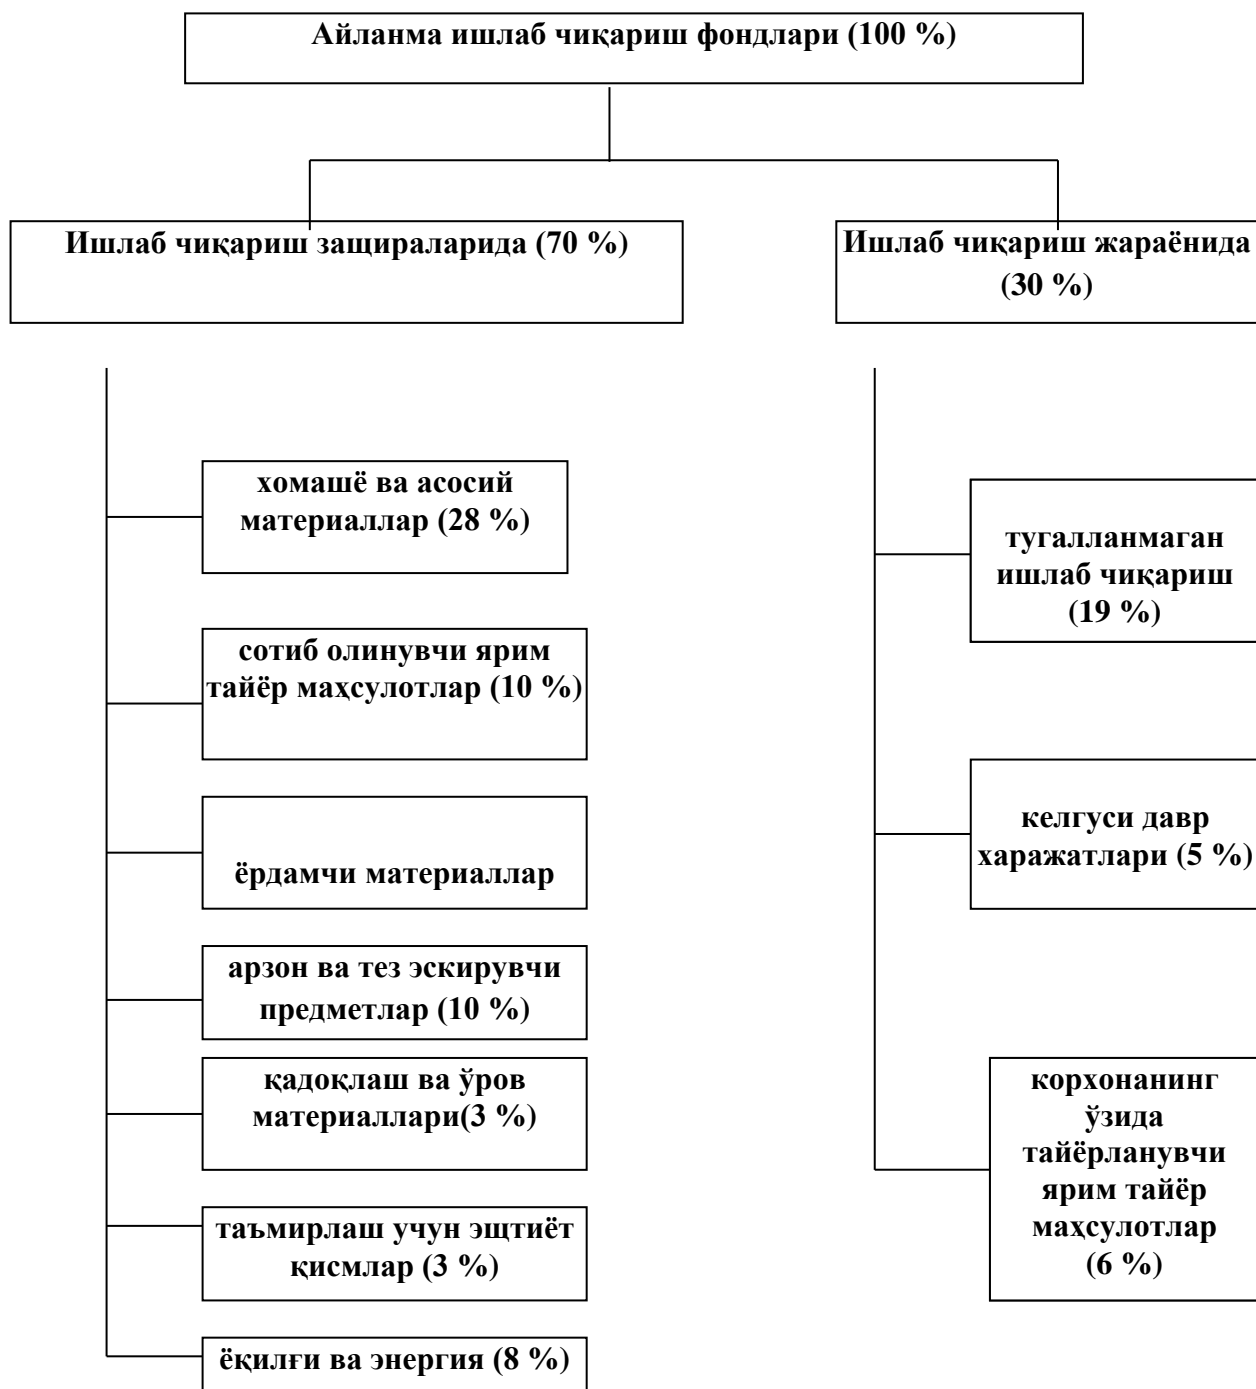 Айланма ишлаб чиқариш фондлари (100 %)
Ишлаб чиқариш защираларида (70 %)
Ишлаб чиқариш жараёнида
(30 %)
хомашё ва асосий
материаллар (28 %)
сотиб олинувчи ярим
тайёр маҳсулотлар (10 %)
ёрдамчи материаллар
арзон ва тез эскирувчи
предметлар (10 %)
қадоқлаш ва ўров
материаллари(3 %)
таъмирлаш учун эщтиёт
қисмлар (3 %)
ёқилғи ва энергия (8 %)
тугалланмаган
ишлаб чиқариш
(19 %)
келгуси давр
харажатлари (5 %)
корхонанинг
ўзида
тайёрланувчи
ярим тайёр
маҳсулотлар
(6 %)